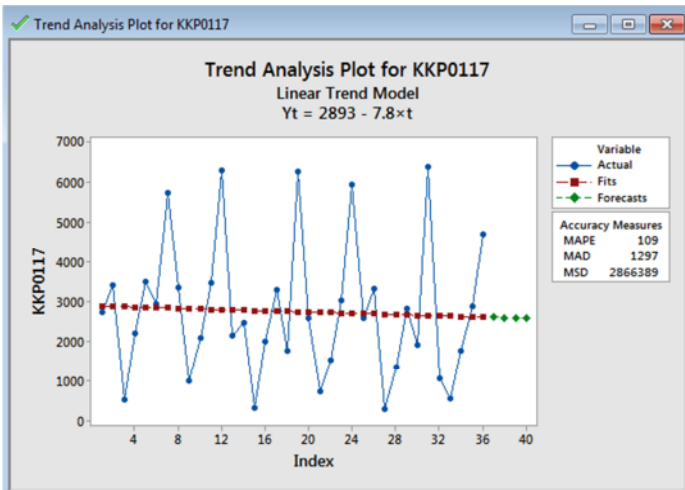 Trend Analysis Plot for KKP0117
Trend Analysis Plot for KKP0117
Linear Trend Model
Yt = 2893 - 7.8×t
7000
6000
5000
4000
3000
2000
1000
0
KKP0117
4 8 12 16 20 24 28 32 36 40
Index
Variable
Actual
Fits
Forecasts
Accuracy Measures
MAPE 109
MAD 1297
MSD 2866389